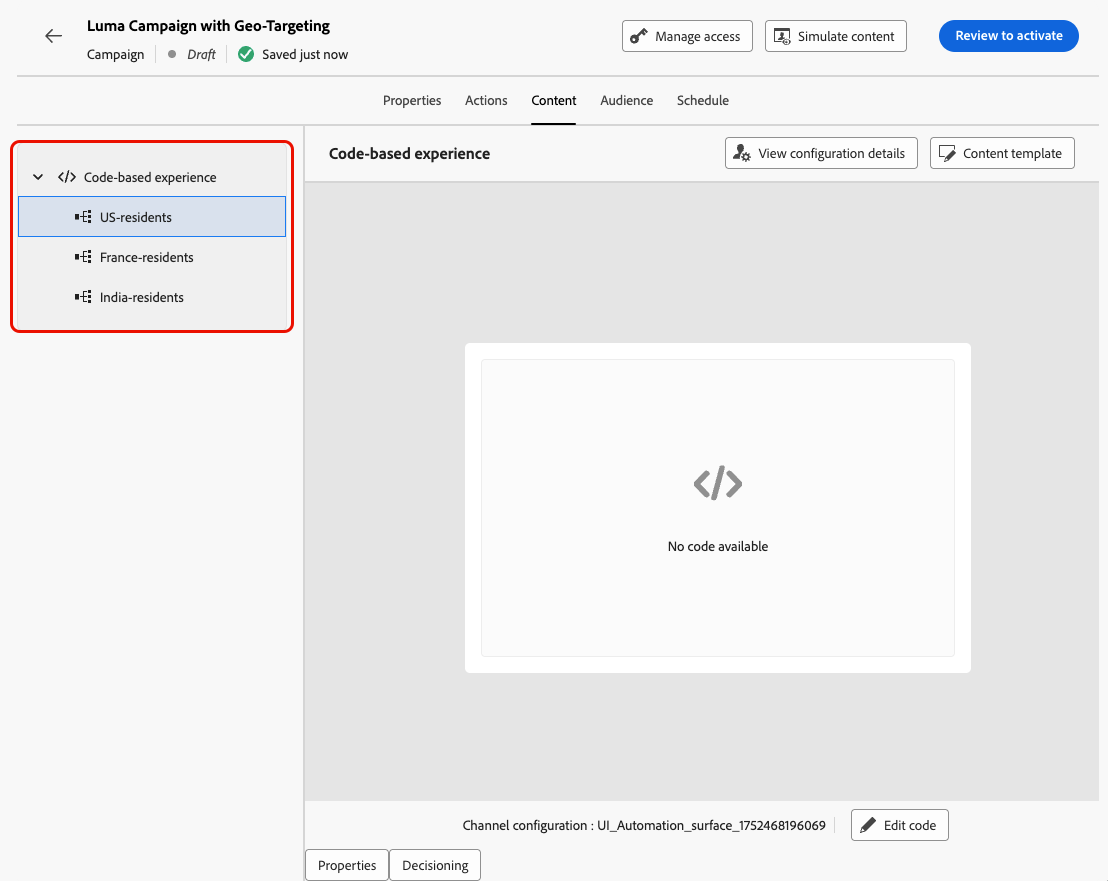 Luma Campaign with Geo-Targeting
Campaign Draft Saved just now
Manage access
Simulate content
Review to activate
Properties Actions Content Audience Schedule
Code-based experience
US-residents
France-residents
India-residents
Code-based experience
View configuration details
Content template
No code available
Channel configuration : UI_Automation_surface_1752468196069
Edit code
Properties
Decisioning